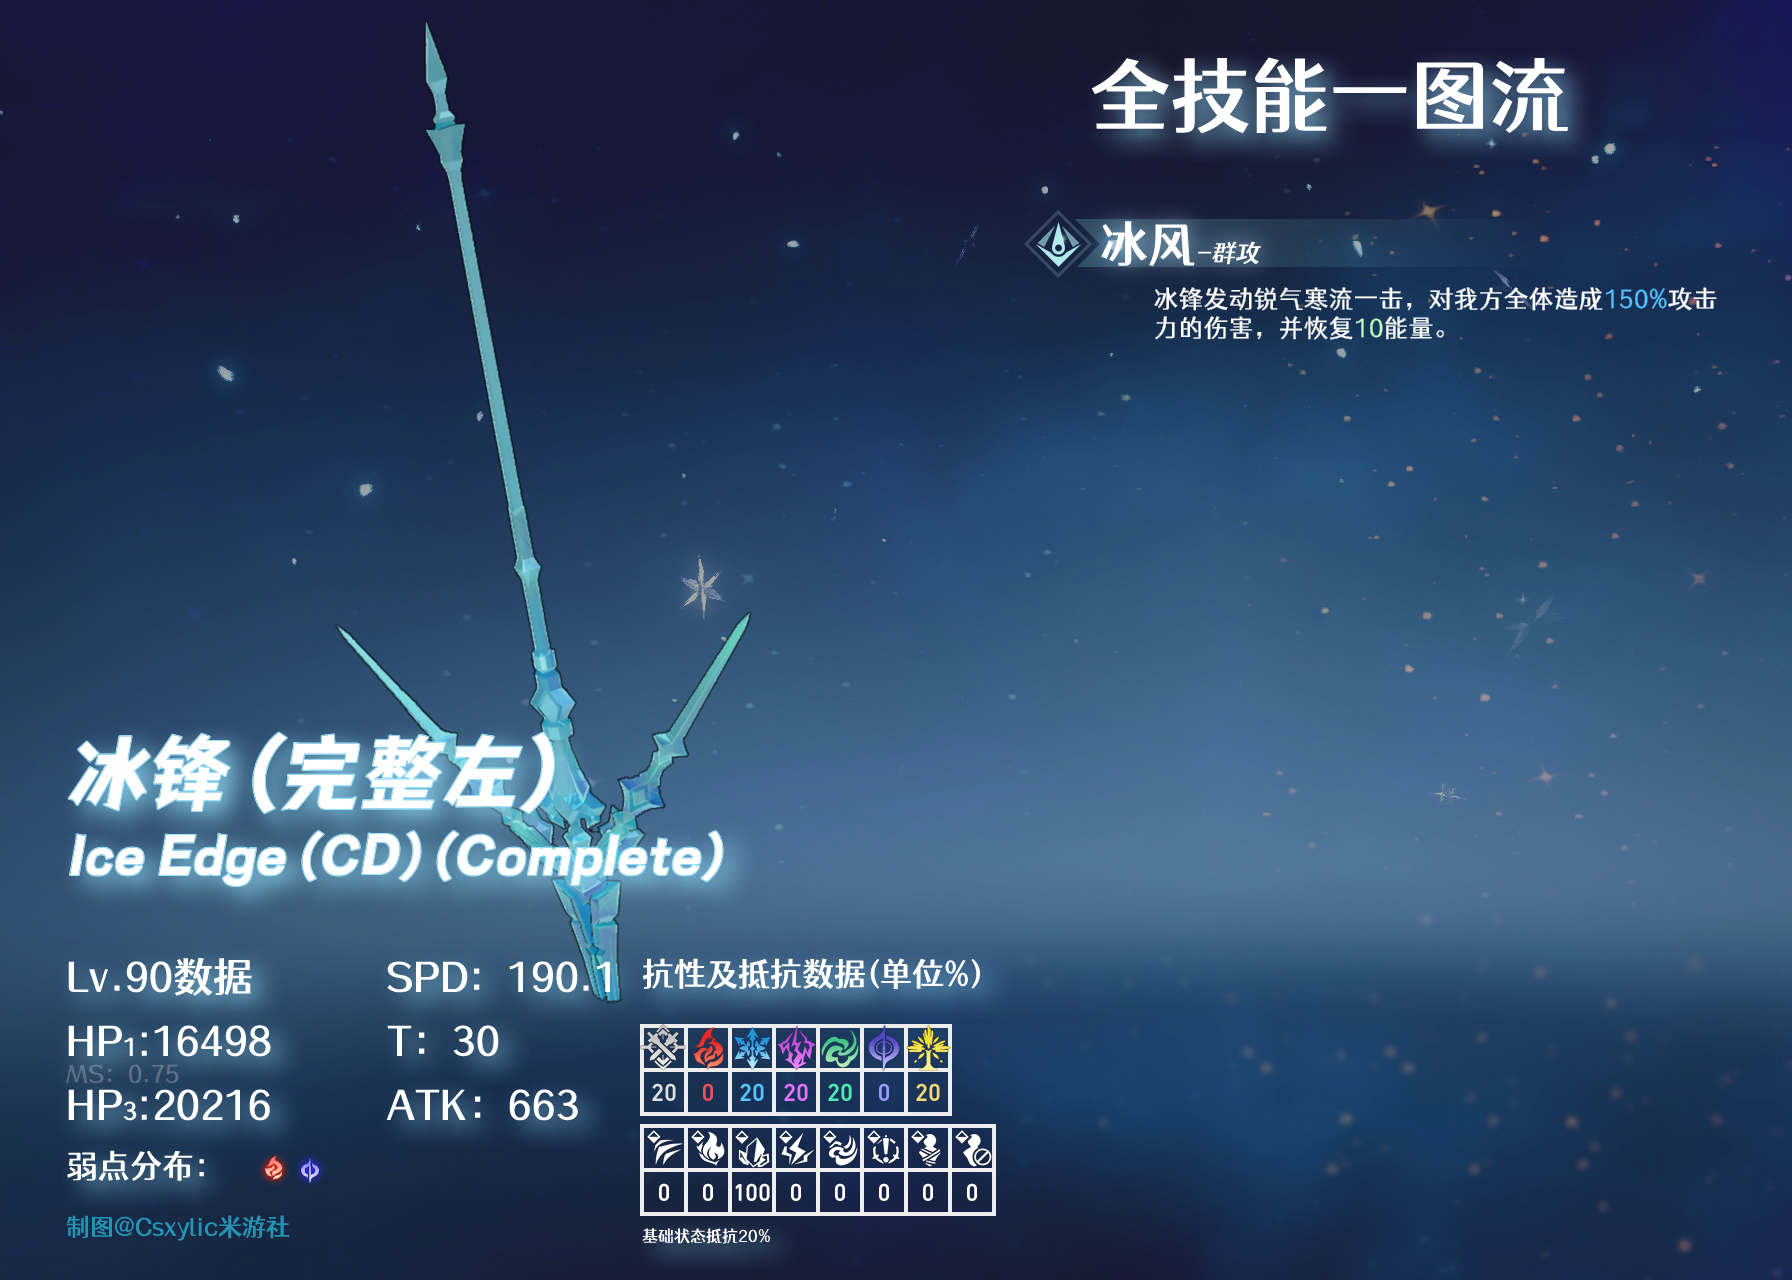 全技能一图流
冰风-群攻
冰锋发动锐气寒流一击，对我方全体造成150%攻击
力的伤害，并恢复10能量。
冰锋（完整左）
Ice Edge (CD) (Complete)
Lv.90数据
SPD: 190.1
HP1:16498
T: 30
MS: 0.75
HP3:20216
ATK: 663
弱点分布：
制图@Csxylic米游社
抗性及抵抗数据(单位%)
20 0 20 20 20 0 20
0 0 100 0 0 0 0 0
基础状态抵抗20%